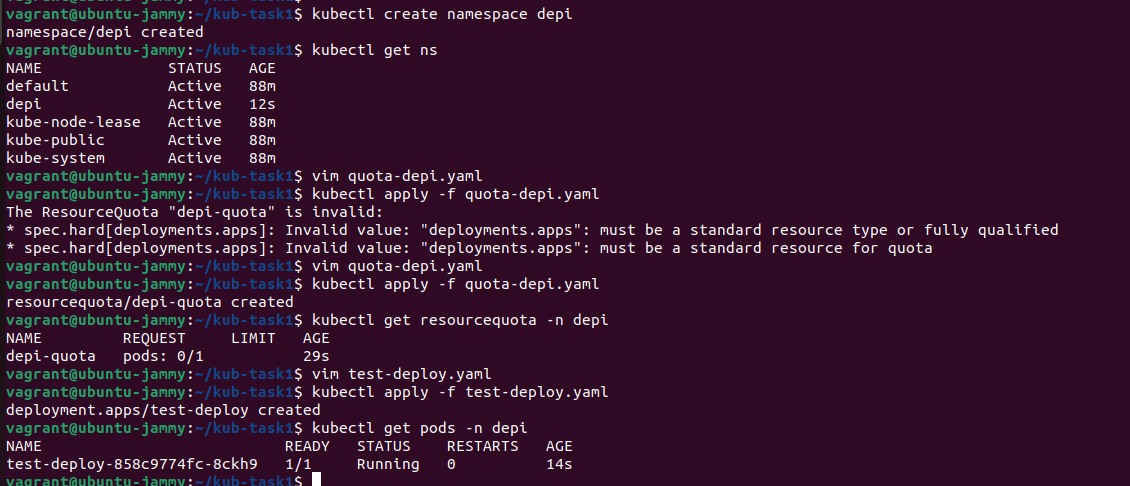 vagrant@ubuntu-jammy:~/kub-task1$ kubectl create namespace depi
namespace/depi created
vagrant@ubuntu-jammy:~/kub-task1$ kubectl get ns
NAME              STATUS   AGE
default           Active   88m
depi              Active   12s
kube-node-lease   Active   88m
kube-public       Active   88m
kube-system       Active   88m
vagrant@ubuntu-jammy:~/kub-task1$ vim quota-depi.yaml
vagrant@ubuntu-jammy:~/kub-task1$ kubectl apply -f quota-depi.yaml
The ResourceQuota "depi-quota" is invalid:
* spec.hard[deployments.apps]: Invalid value: "deployments.apps": must be a standard resource type or fully qualified
* spec.hard[deployments.apps]: Invalid value: "deployments.apps": must be a standard resource for quota
vagrant@ubuntu-jammy:~/kub-task1$ vim quota-depi.yaml
vagrant@ubuntu-jammy:~/kub-task1$ kubectl apply -f quota-depi.yaml
resourcequota/depi-quota created
vagrant@ubuntu-jammy:~/kub-task1$ kubectl get resourcequota -n depi
NAME         REQUEST     LIMIT   AGE
depi-quota   pods: 0/1           29s
vagrant@ubuntu-jammy:~/kub-task1$ vim test-deploy.yaml
vagrant@ubuntu-jammy:~/kub-task1$ kubectl apply -f test-deploy.yaml
deployment.apps/test-deploy created
vagrant@ubuntu-jammy:~/kub-task1$ kubectl get pods -n depi
NAME                           READY   STATUS    RESTARTS   AGE
test-deploy-858c9774fc-8ckh9   1/1     Running   0          14s
vagrant@ubuntu-jammy:~/kub-task1$